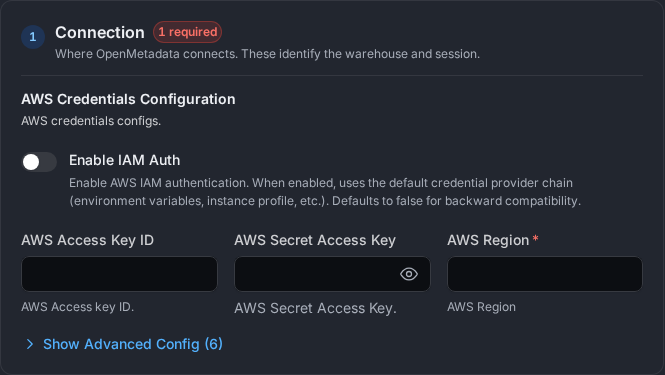 1 Connection 1 required
Where OpenMetadata connects. These identify the warehouse and session.
AWS Credentials Configuration
AWS credentials configs.
Enable IAM Auth
Enable AWS IAM authentication. When enabled, uses the default credential provider chain
(environment variables, instance profile, etc.). Defaults to false for backward compatibility.
AWS Access Key ID AWS Secret Access Key AWS Region *
AWS Access key ID. AWS Secret Access Key. AWS Region
Show Advanced Config (6)